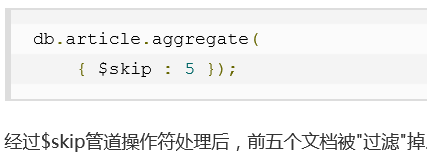 db.article.aggregate(
{ $skip : 5 });
经过$skip管道操作符处理后，前五个文档被"过滤"掉